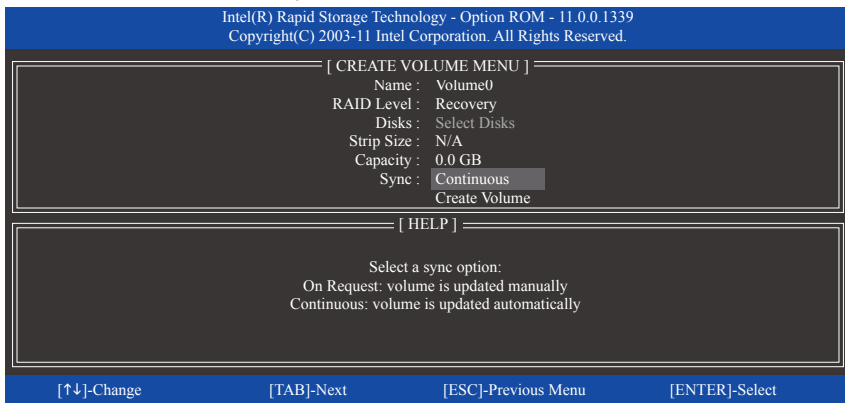 Intel(R) Rapid Storage Technology - Option ROM - 11.0.0.1339
Copyright(C) 2003-11 Intel Corporation. All Rights Reserved.
[ CREATE VOLUME MENU ]
Name : Volume0
RAID Level : Recovery
Disks : Select Disks
Strip Size : N/A
Capacity : 0.0 GB
Sync : Continuous
Create Volume
[ HELP ]
Select a sync option:
On Request: volume is updated manually
Continuous: volume is updated automatically
[↑↓]-Change [TAB]-Next [ESC]-Previous Menu [ENTER]-Select